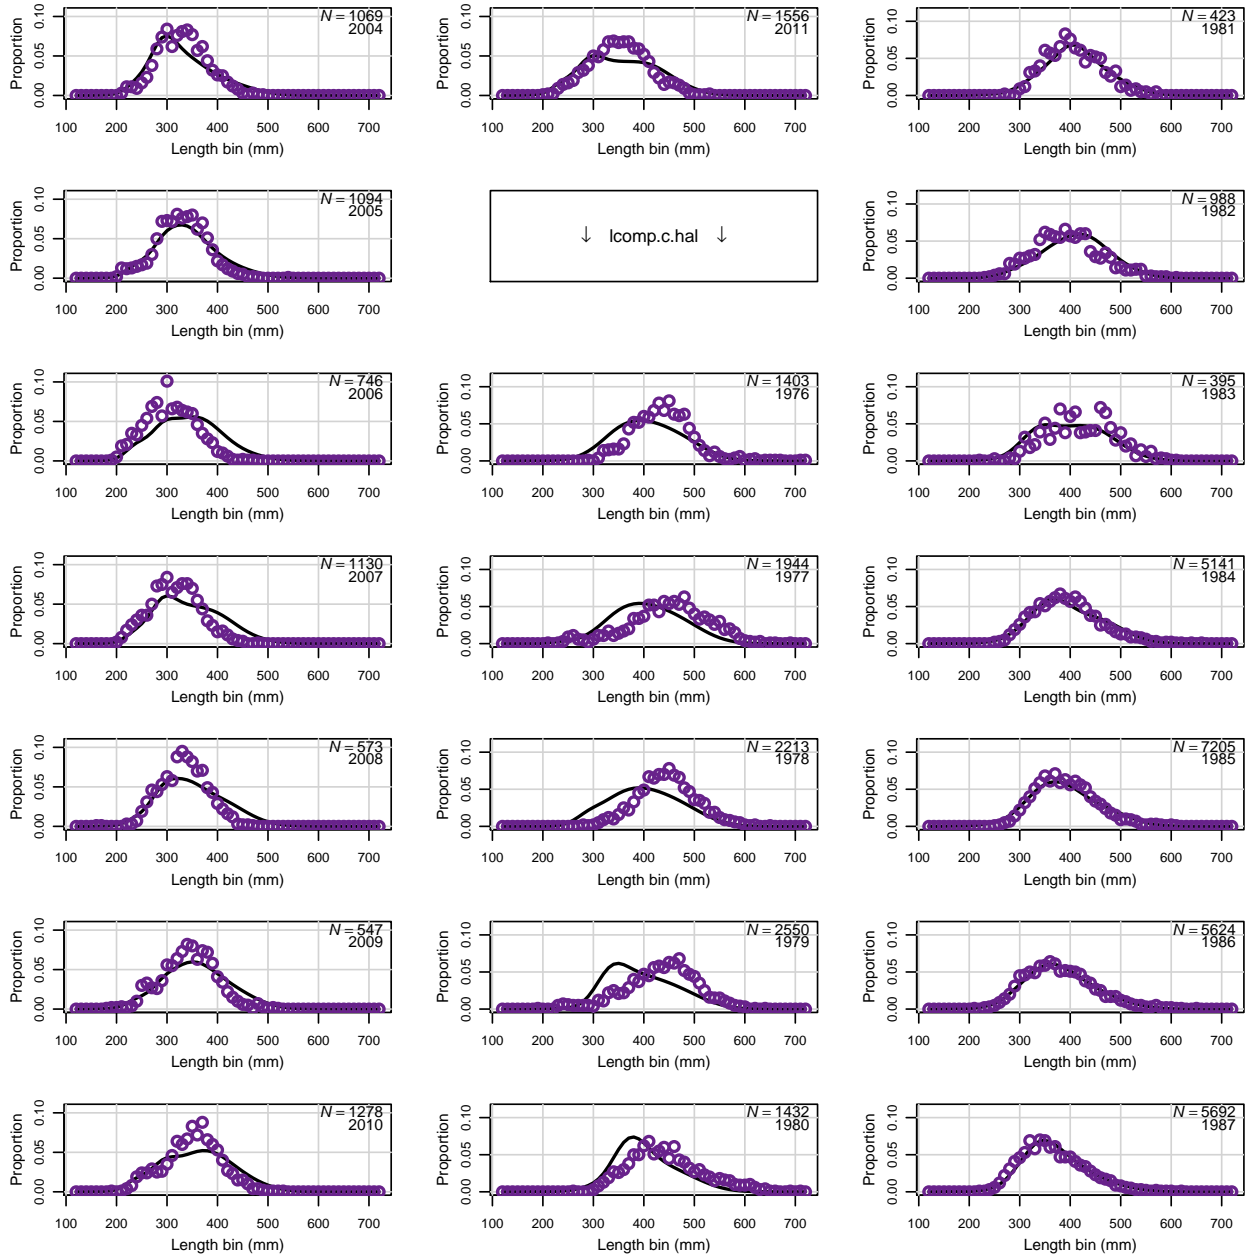 0.00 0.05 0.10
Proportion
N = 1069
2004
100 200 300 400 500 600 700
Length bin (mm)
0.00 0.05 0.10
Proportion
N = 1094
2005
100 200 300 400 500 600 700
Length bin (mm)
0.00 0.05 0.10
Proportion
N = 746
2006
100 200 300 400 500 600 700
Length bin (mm)
0.00 0.05 0.10
Proportion
N = 1130
2007
100 200 300 400 500 600 700
Length bin (mm)
0.00 0.05 0.10
Proportion
N = 573
2008
100 200 300 400 500 600 700
Length bin (mm)
0.00 0.05 0.10
Proportion
N = 547
2009
100 200 300 400 500 600 700
Length bin (mm)
0.00 0.05 0.10
Proportion
N = 1278
2010
100 200 300 400 500 600 700
Length bin (mm)
0.00 0.05 0.10
Proportion
N = 1556
2011
100 200 300 400 500 600 700
Length bin (mm)
↓ lcomp.c.hal ↓
0.00 0.05 0.10
Proportion
N = 1403
1976
100 200 300 400 500 600 700
Length bin (mm)
0.00 0.05 0.10
Proportion
N = 1944
1977
100 200 300 400 500 600 700
Length bin (mm)
0.00 0.05 0.10
Proportion
N = 2213
1978
100 200 300 400 500 600 700
Length bin (mm)
0.00 0.05 0.10
Proportion
N = 2550
1979
100 200 300 400 500 600 700
Length bin (mm)
0.00 0.05 0.10
Proportion
N = 1432
1980
100 200 300 400 500 600 700
Length bin (mm)
0.00 0.05 0.10
Proportion
N = 423
1981
100 200 300 400 500 600 700
Length bin (mm)
0.00 0.05 0.10
Proportion
N = 988
1982
100 200 300 400 500 600 700
Length bin (mm)
0.00 0.05 0.10
Proportion
N = 395
1983
100 200 300 400 500 600 700
Length bin (mm)
0.00 0.05 0.10
Proportion
N = 5141
1984
100 200 300 400 500 600 700
Length bin (mm)
0.00 0.05 0.10
Proportion
N = 7205
1985
100 200 300 400 500 600 700
Length bin (mm)
0.00 0.05 0.10
Proportion
N = 5624
1986
100 200 300 400 500 600 700
Length bin (mm)
0.00 0.05 0.10
Proportion
N = 5692
1987
100 200 300 400 500 600 700
Length bin (mm)